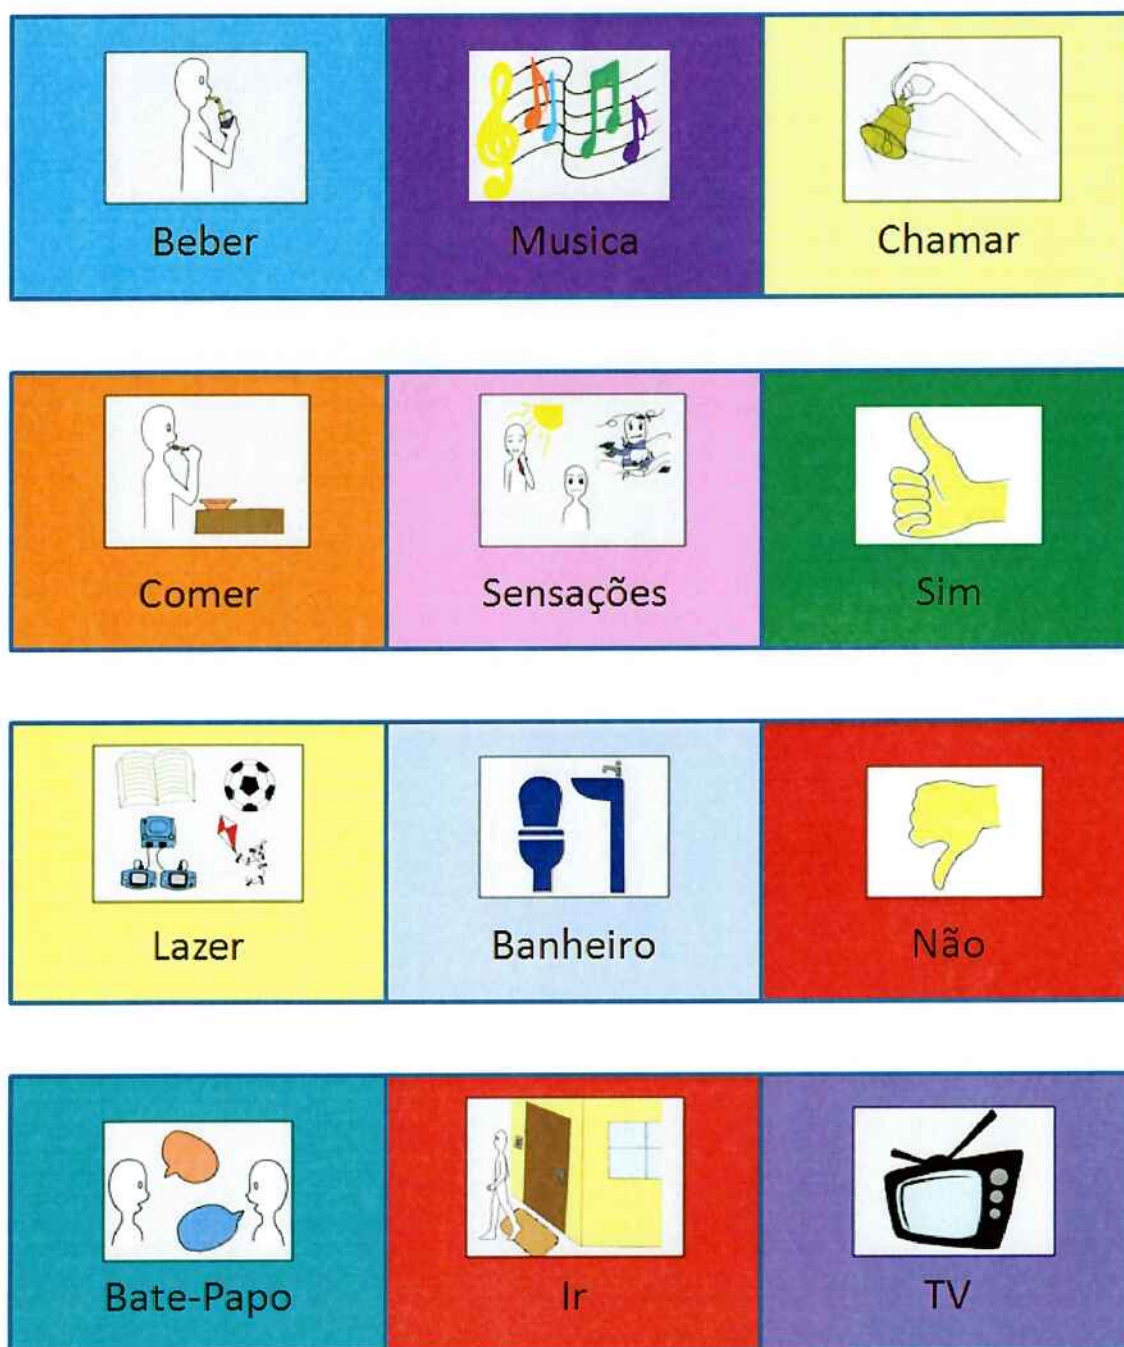 Beber
Musica
Chamar
Comer
Sensações
Sim
Lazer
Banheiro
Não
Bate-Papo
Ir
TV